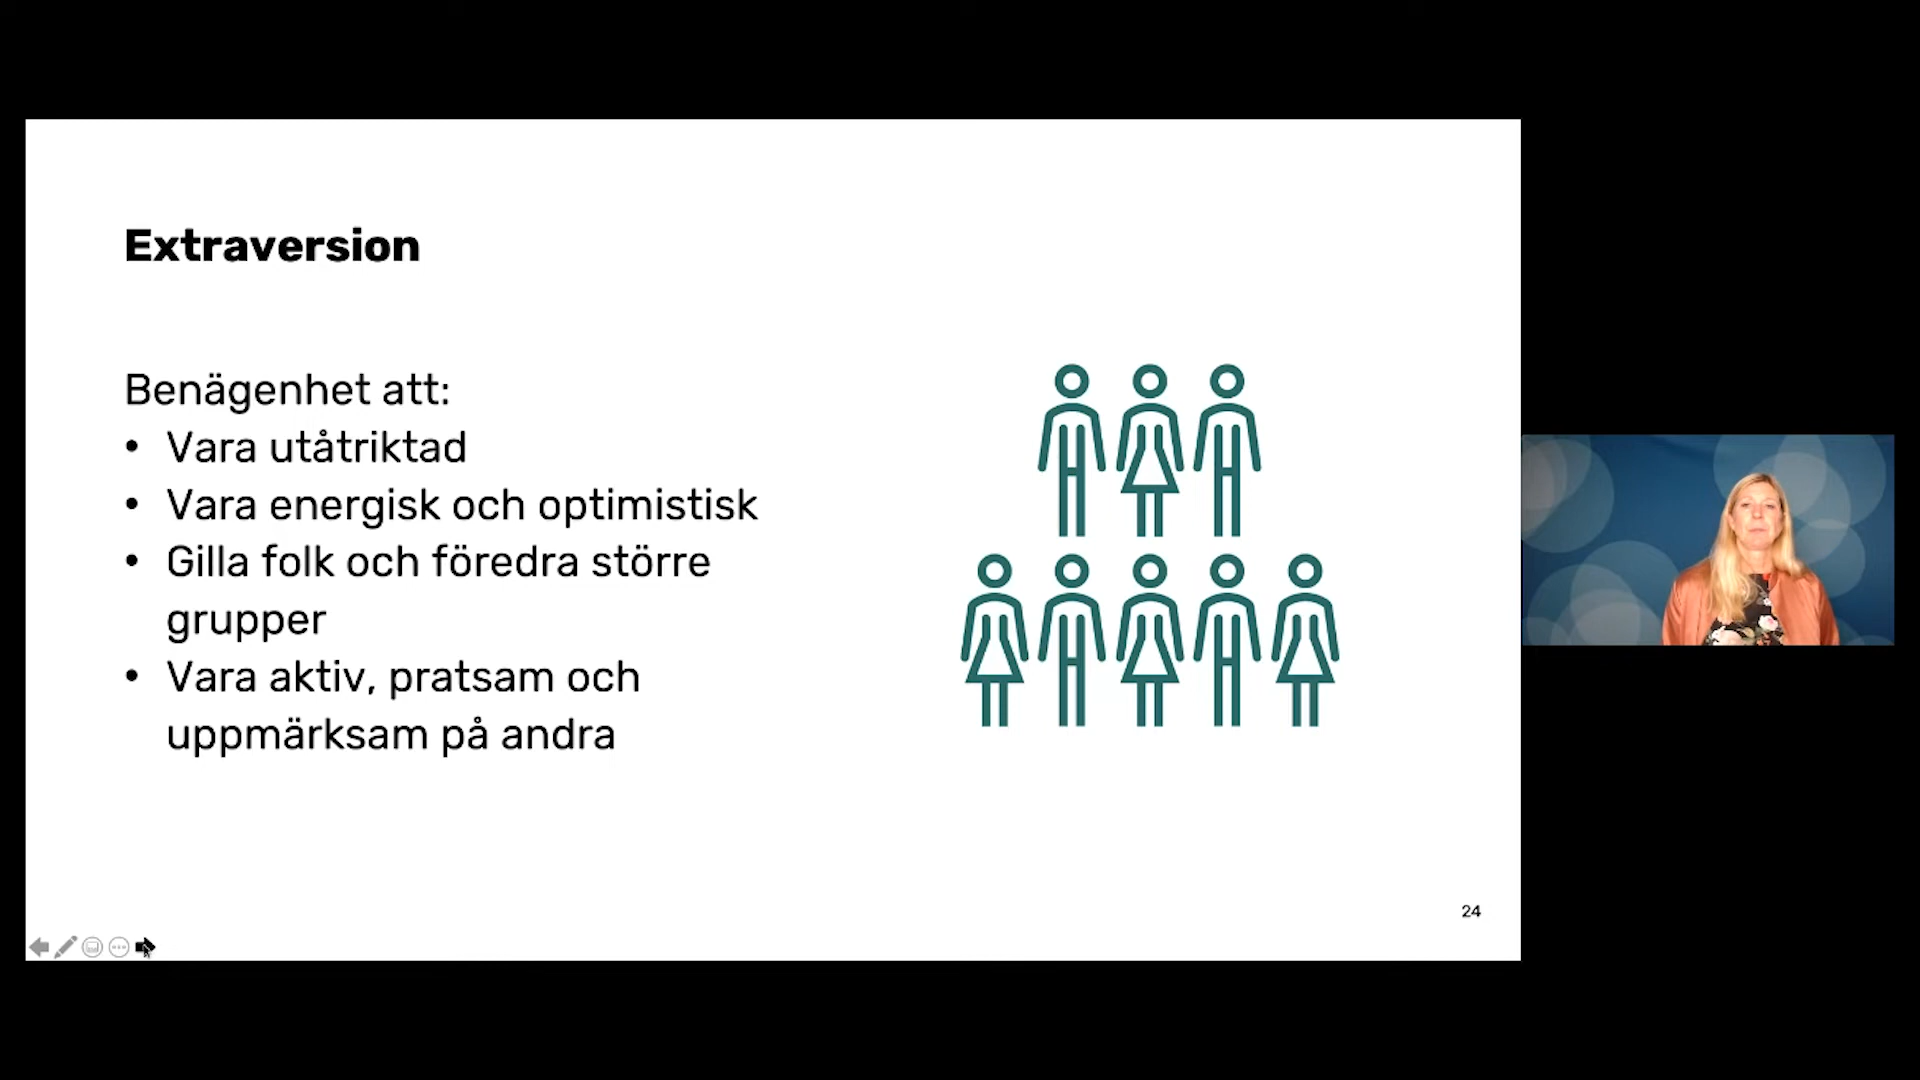 Extraversion
Benägenhet att:
• Vara utåtriktad
• Vara energisk och optimistisk
• Gilla folk och föredra större
grupper
• Vara aktiv, pratsam och
uppmärksam på andra
24